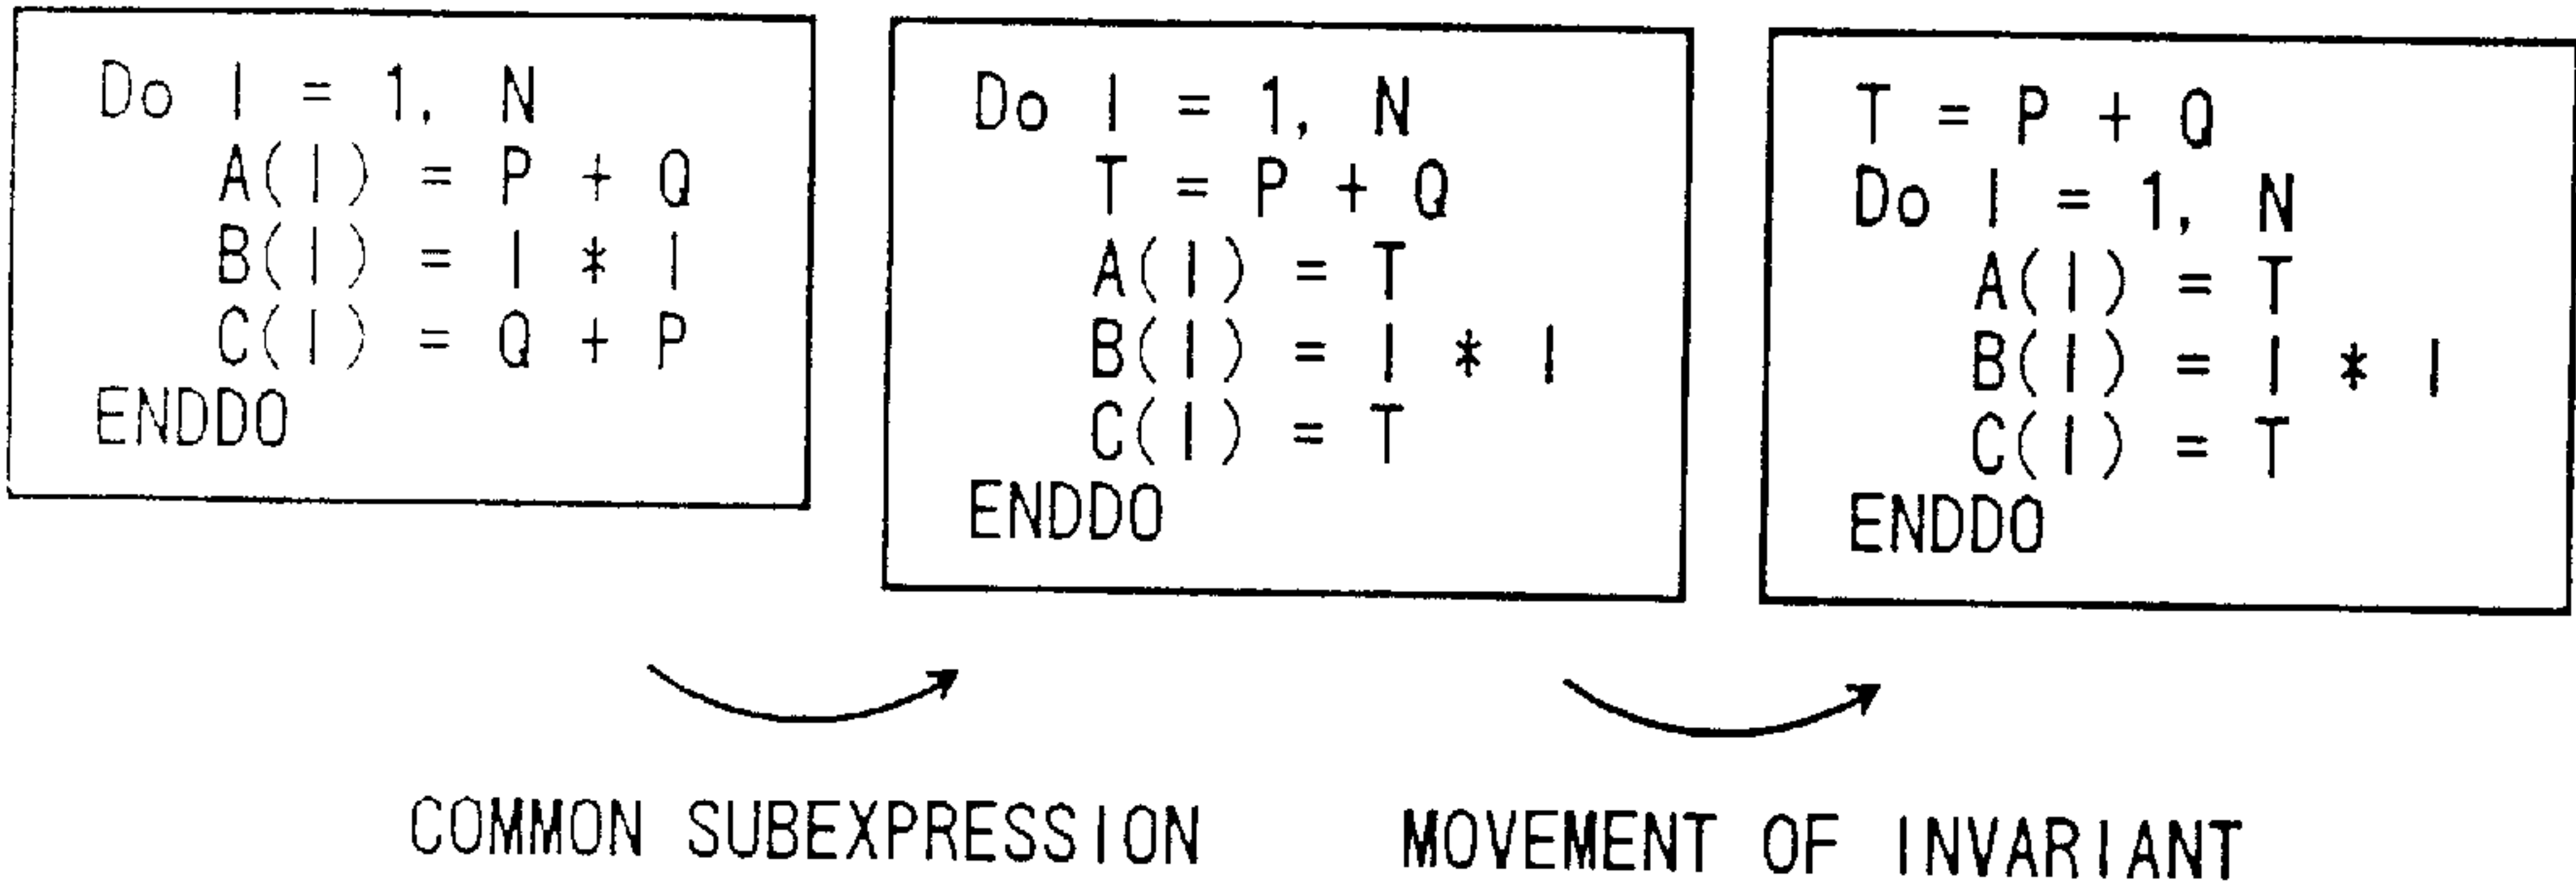 Do I = 1, N
A(I) = P + Q
B(I) = I * I
C(I) = Q + P
ENDDO
Do I = 1, N
T = P + Q
A(I) = T
B(I) = I * I
C(I) = T
ENDDO
T = P + Q
Do I = 1, N
A(I) = T
B(I) = I * I
C(I) = T
ENDDO
COMMON SUBEXPRESSION
MOVEMENT OF INVARIANT